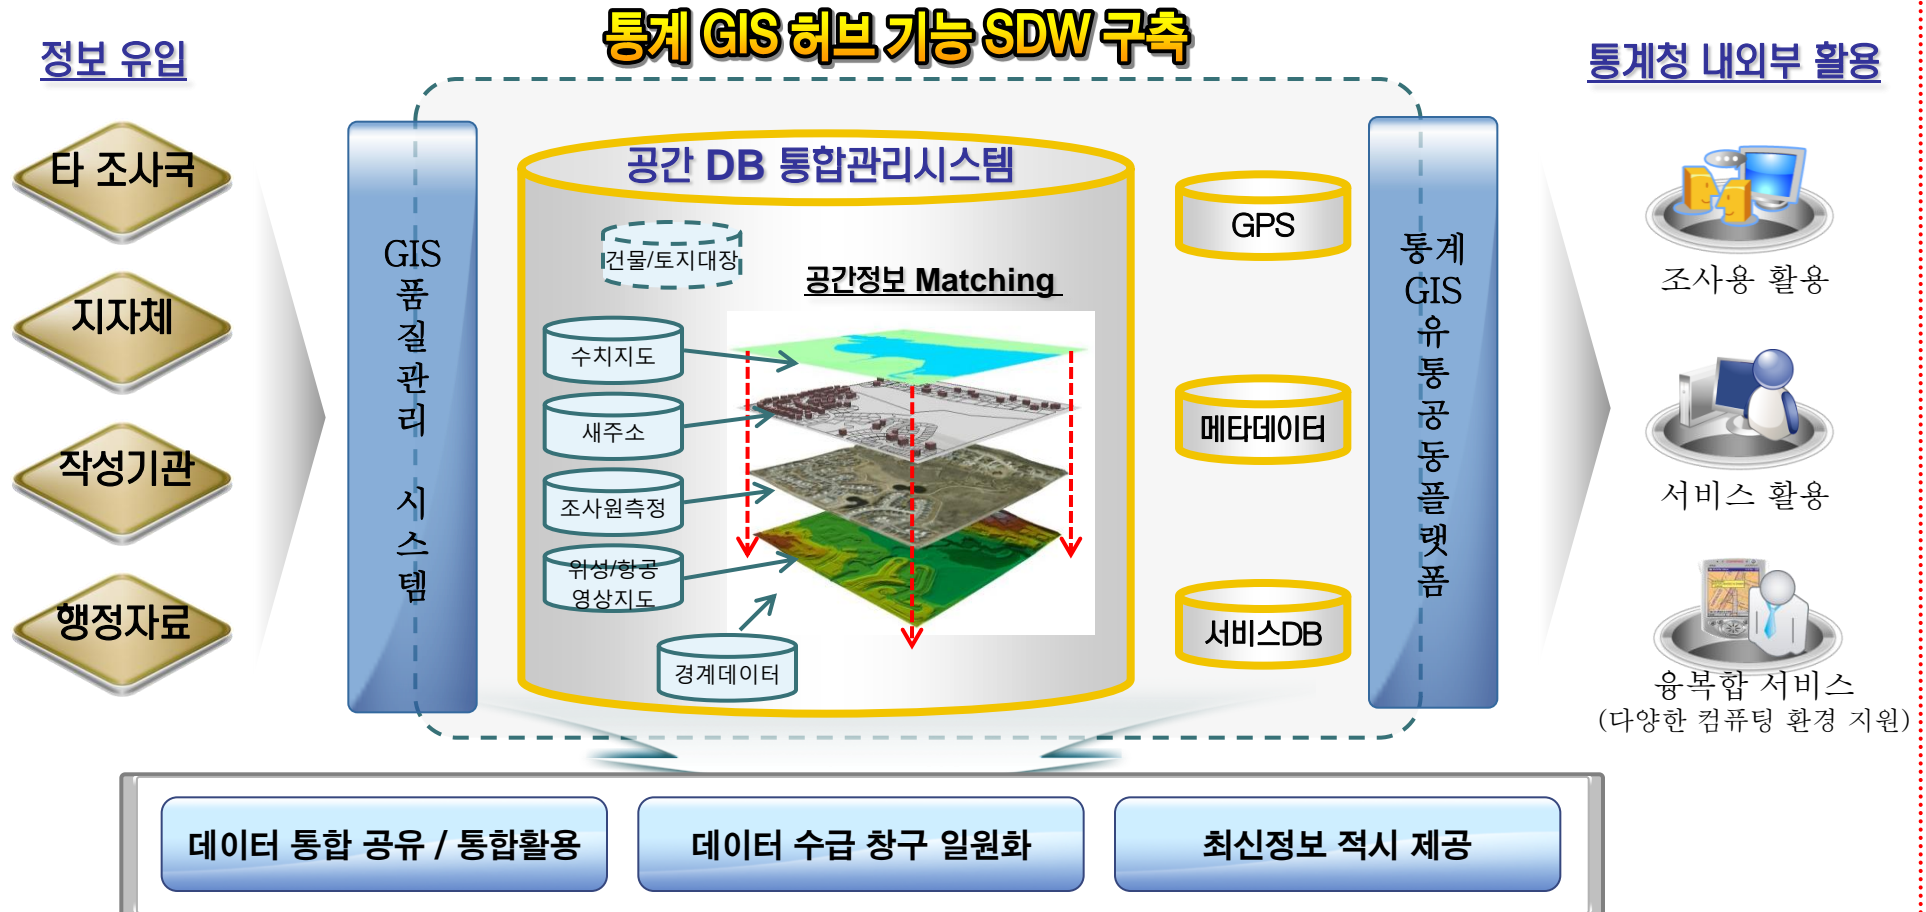 통계 GIS 허브 기능 SDW 구축
정보 유입
타 조사국
지자체
작성기관
행정자료
GIS
품
질
관
리
시
스
템
공간 DB 통합관리시스템
건물/토지대장
공간정보 Matching
수치지도
새주소
조사원측정
위성/항공
영상지도
경계데이터
GPS
메타데이터
서비스DB
통계
GIS
유
통
공
동
플
랫
폼
통계청 내외부 활용
조사용 활용
서비스 활용
융복합 서비스
(다양한 컴퓨팅 환경 지원)
데이터 통합 공유 / 통합활용
데이터 수급 창구 일원화
최신정보 적시 제공